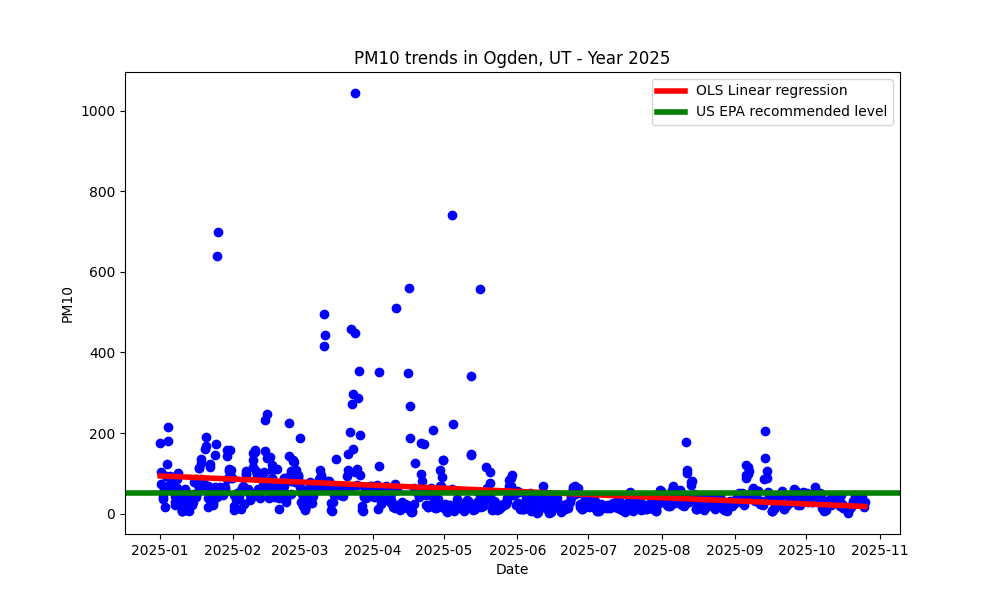 PM10 trends in Ogden, UT - Year 2025
OLS Linear regression
US EPA recommended level
1000
800
600
400
200
0
PM10
2025-01 2025-02 2025-03 2025-04 2025-05 2025-06 2025-07 2025-08 2025-09 2025-10 2025-11
Date